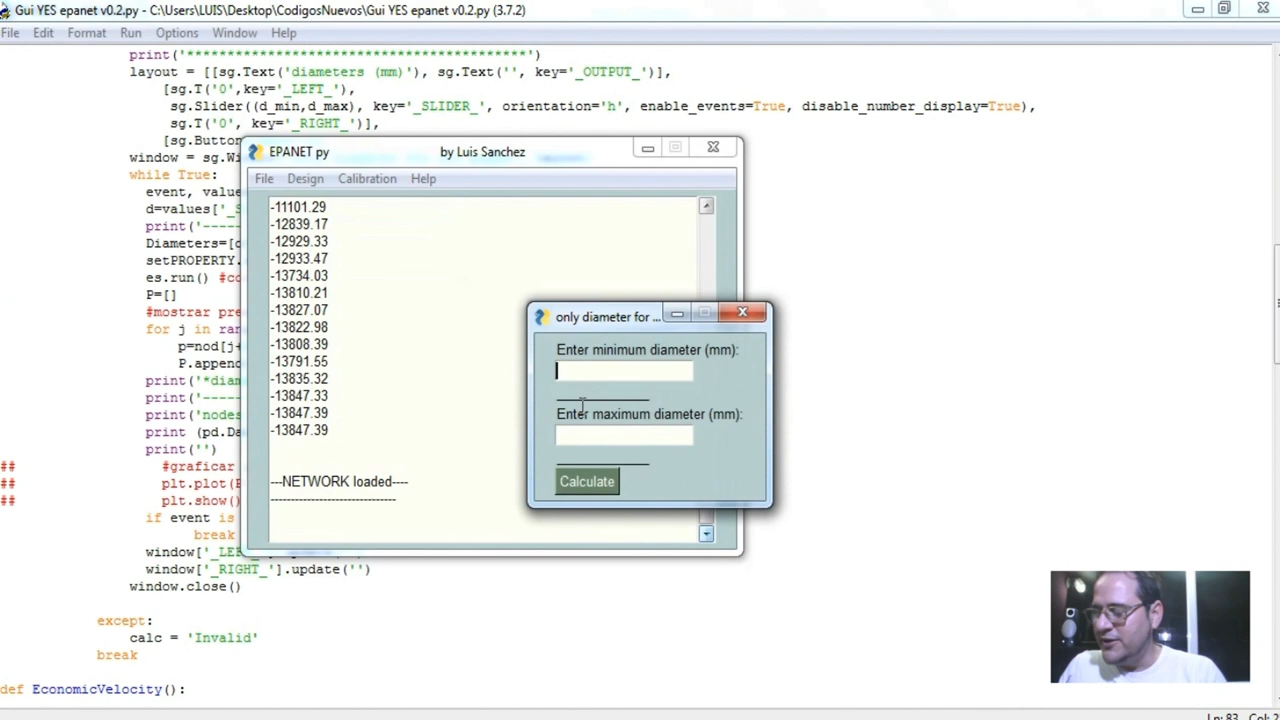 Gui YES epanet v0.2.py - C:\Users\LUIS\Desktop\CodigosNuevos\Gui YES epanet v0.2.py (3.7.2)
File Edit Format Run Options Window Help
print('******************************************')
layout = [[sg.Text('diameters (mm)'), sg.Text('', key='_OUTPUT_')],
[sg.T('0',key='_LEFT_'),
sg.Slider((d_min,d_max), key='_SLIDER_', orientation='h', enable_events=True, disable_number_display=True),
sg.T('0', key='_RIGHT_')],
[sg.Button
window = sg.Wi
while True:
event, value
d=values['_S
print('-----
Diameters=[d
setPROPERTY.
es.run() #co
P=[]
#mostrar pre
for j in ran
p=nod[j+
P.append
print('*diam
print('-----
print('nodes
print (pd.Da
print('')
## #graficar
## plt.plot(
## plt.show()
if event is
break
window['_LEF
window['_RIGHT_'].update('')
window.close()
except:
calc = 'Invalid'
break
def EconomicVelocity():
EPANET py by Luis Sanchez
File Design Calibration Help
-11101.29
-12839.17
-12929.33
-12933.47
-13734.03
-13810.21
-13827.07
-13822.98
-13808.39
-13791.55
-13835.32
-13847.33
-13847.39
-13847.39
---NETWORK loaded----
-------------------------------
only diameter for ...
Enter minimum diameter (mm):
Enter maximum diameter (mm):
Calculate